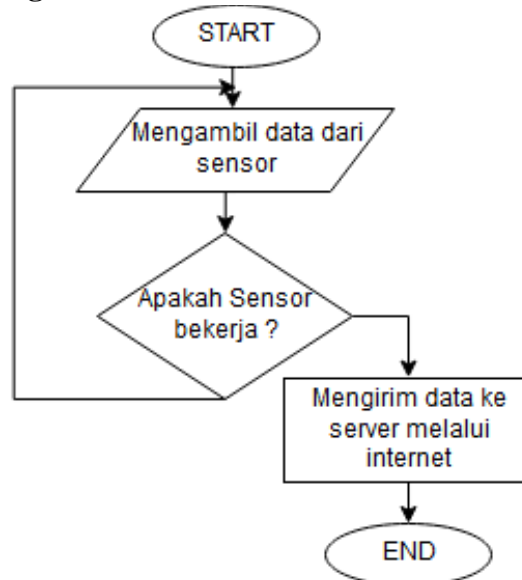 START
Mengambil data dari
sensor
Apakah Sensor
bekerja ?
Mengirim data ke
server melalui
internet
END